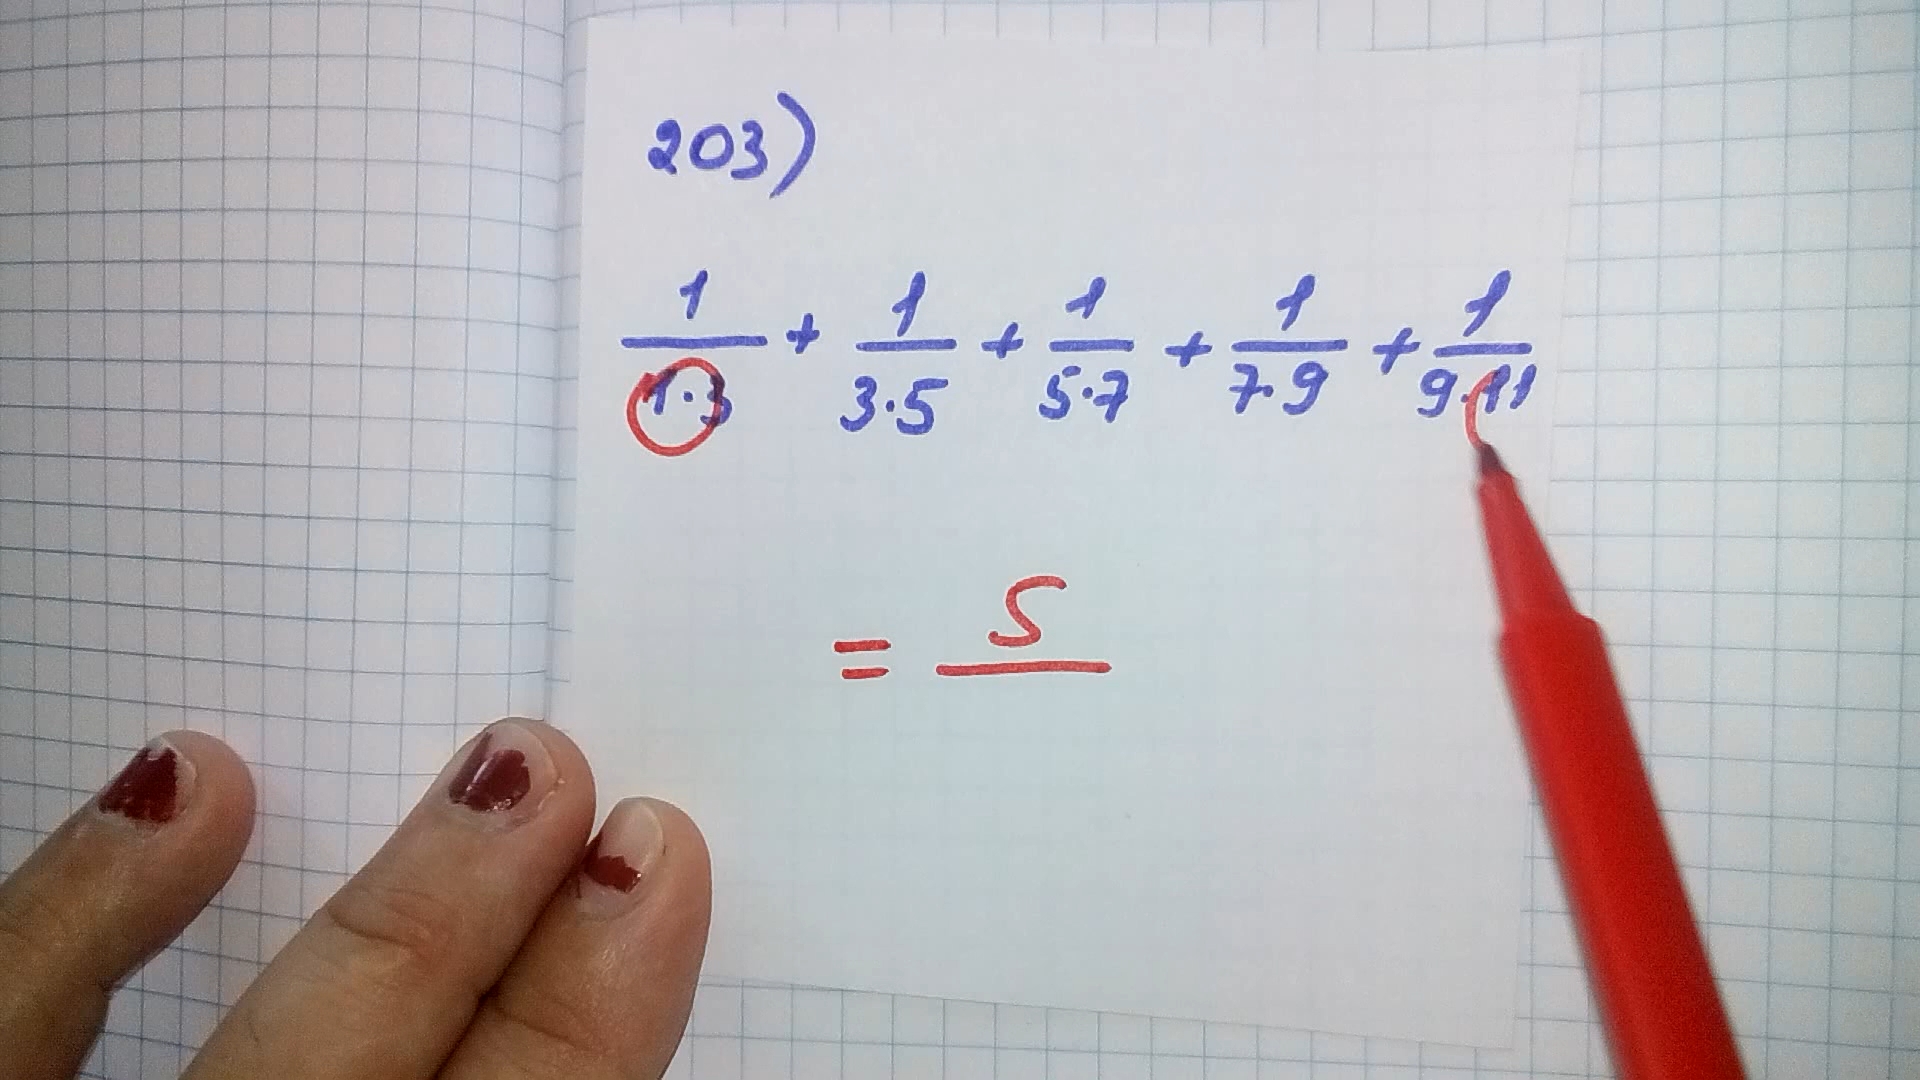 203)
1/1·3 + 1/3·5 + 1/5·7 + 1/7·9 + 1/9·11
= 5/